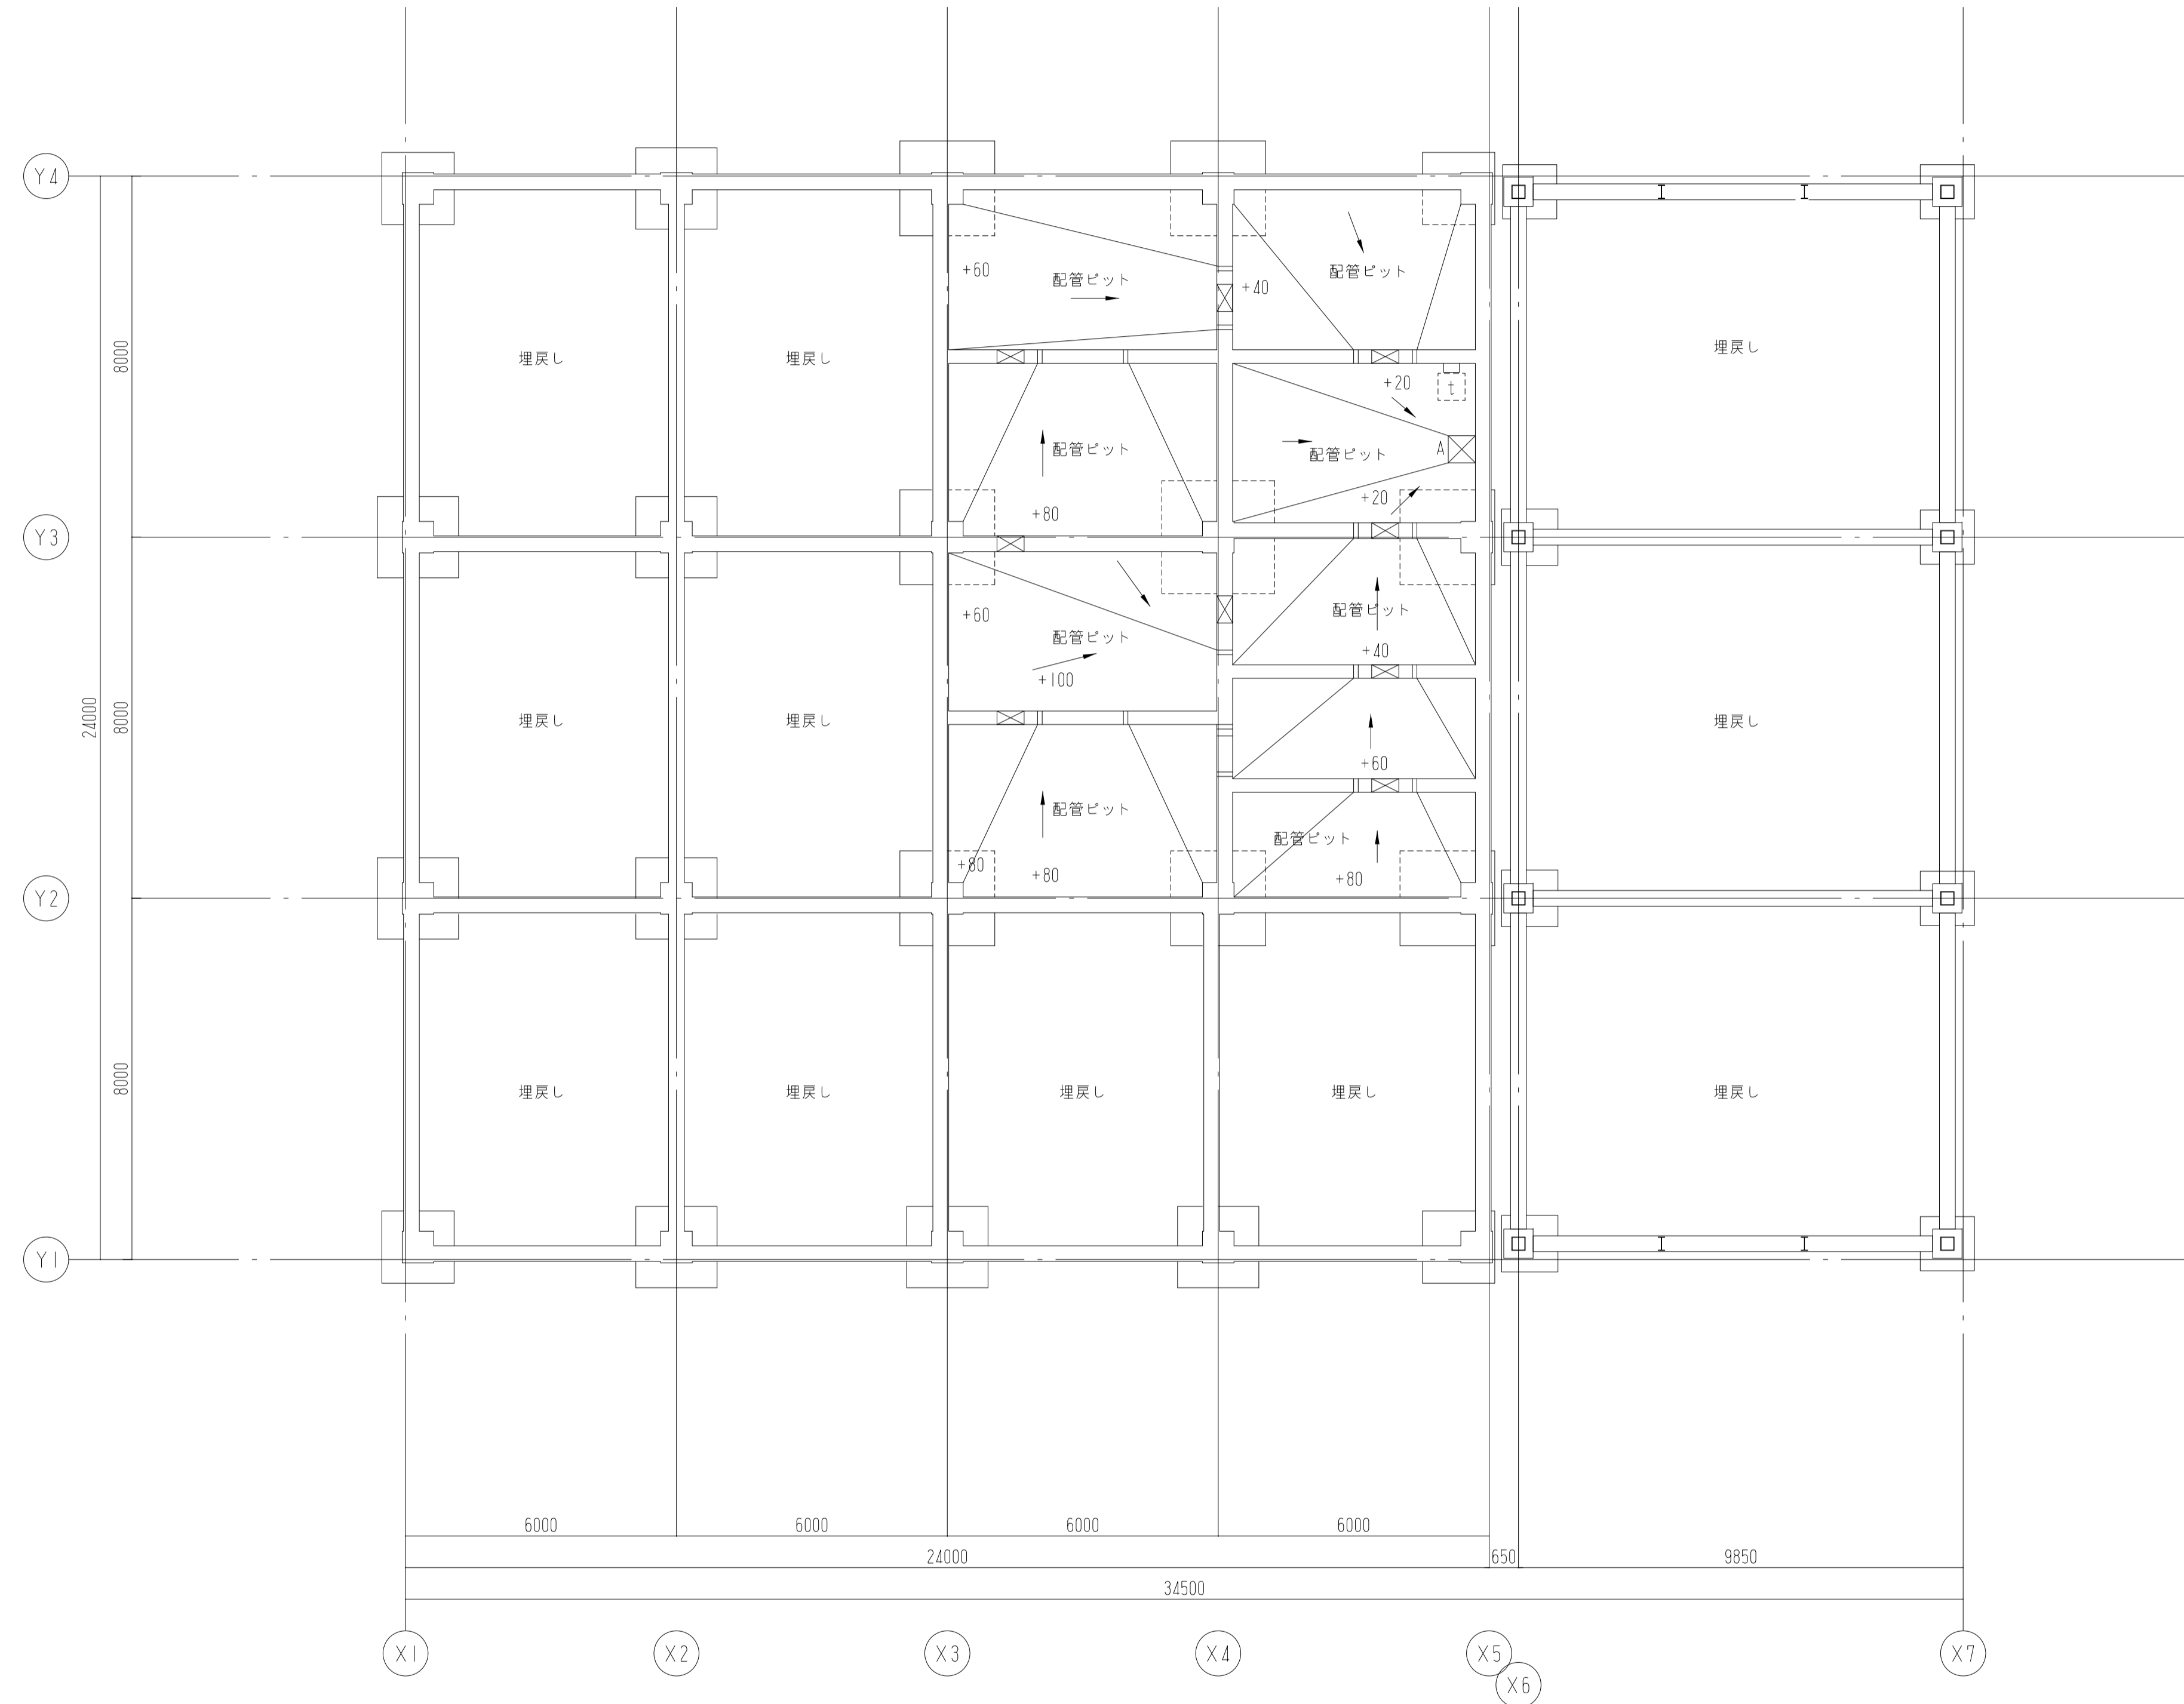 Y4
+60
配管ピット
+40
配管ピット
8000
埋戻し
埋戻し
埋戻し
+20
t
配管ピット
配管ピット
A
+20
+80
Y3
+60
配管ピット
配管ピット
+40
+100
24000
8000
埋戻し
埋戻し
埋戻し
+60
配管ピット
配管ピット
+80
+80
+80
Y2
8000
埋戻し
埋戻し
埋戻し
埋戻し
埋戻し
Y1
6000
6000
6000
6000
24000
650
9850
34500
X1
X2
X3
X4
X5
X7
X6